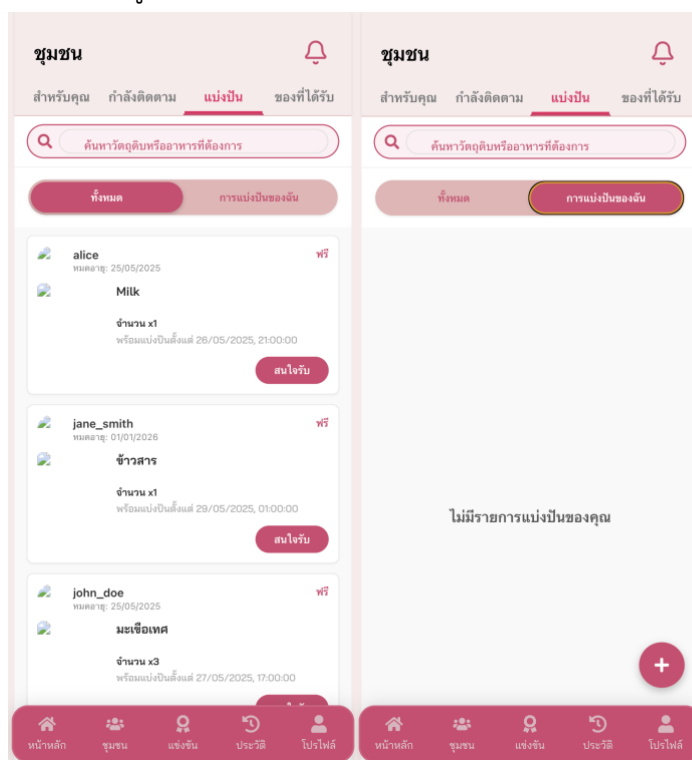 ชุมชน
สำหรับคุณ กำลังติดตาม แบ่งปัน ของที่ได้รับ
ค้นหาวัตถุดิบหรืออาหารที่ต้องการ
ทั้งหมด การแบ่งปันของฉัน
alice ฟรี
หมดอายุ: 25/05/2025
Milk
จำนวน x1
พร้อมแบ่งปันตั้งแต่ 26/05/2025, 21:00:00
สนใจรับ
jane_smith ฟรี
หมดอายุ: 01/01/2026
ข้าวสาร
จำนวน x1
พร้อมแบ่งปันตั้งแต่ 29/05/2025, 01:00:00
สนใจรับ
john_doe ฟรี
หมดอายุ: 25/05/2025
มะเขือเทศ
จำนวน x3
พร้อมแบ่งปันตั้งแต่ 27/05/2025, 17:00:00
หน้าหลัก ชุมชน แข่งขัน ประวัติ โปรไฟล์
ชุมชน
สำหรับคุณ กำลังติดตาม แบ่งปัน ของที่ได้รับ
ค้นหาวัตถุดิบหรืออาหารที่ต้องการ
ทั้งหมด การแบ่งปันของฉัน
ไม่มีรายการแบ่งปันของคุณ
+
หน้าหลัก ชุมชน แข่งขัน ประวัติ โปรไฟล์